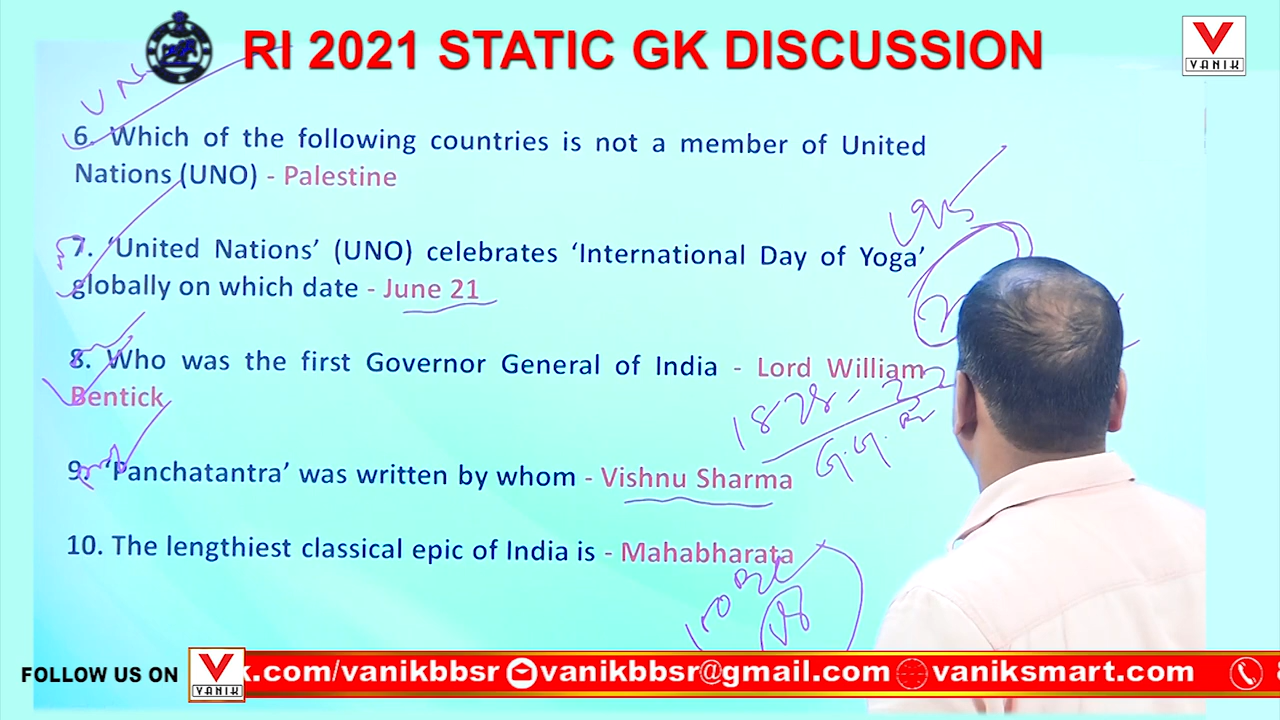 RI 2021 STATIC GK DISCUSSION
VANIK
UN
6. Which of the following countries is not a member of United
Nations (UNO) - Palestine
7. ‘United Nations’ (UNO) celebrates ‘International Day of Yoga’
globally on which date - June 21
8. Who was the first Governor General of India - Lord William
Bentick
9. ‘Panchatantra’ was written by whom - Vishnu Sharma
10. The lengthiest classical epic of India is - Mahabharata
FOLLOW US ON
VANIK
k.com/vanikbbsr vanikbbsr@gmail.com vaniksmart.com